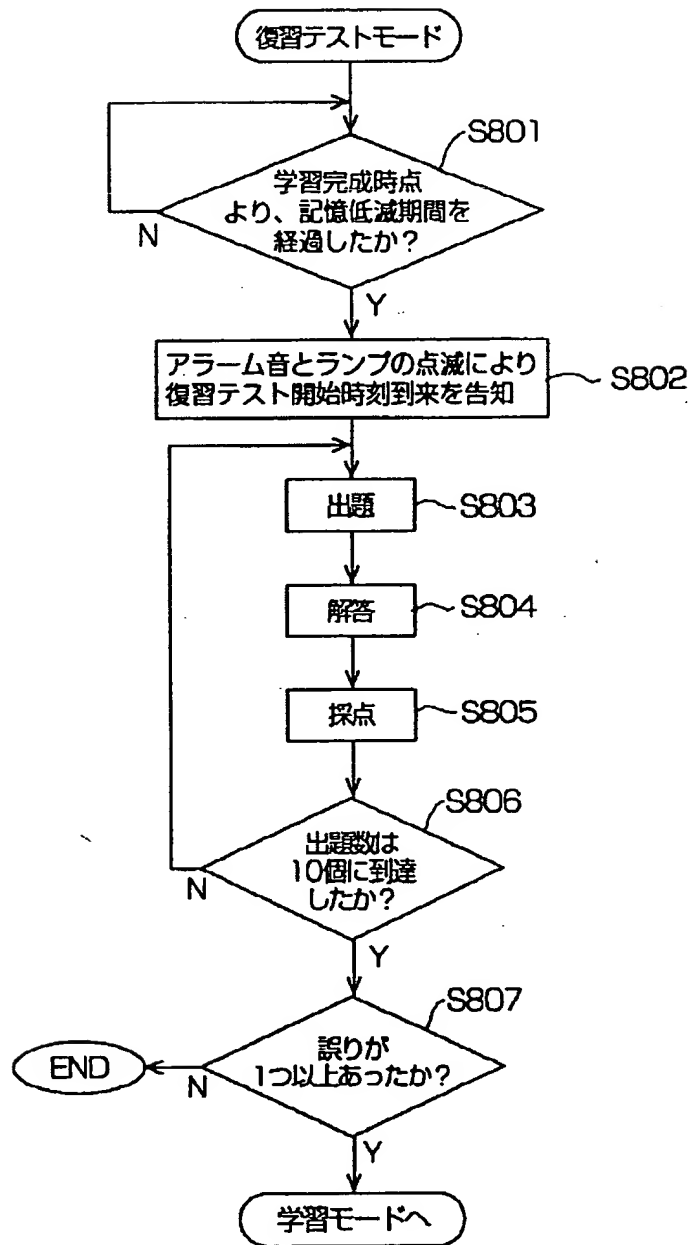 復習テストモード
S801
学習完成時点
より、記憶低減期間を
経過したか?
N
Y
アラーム音とランプの点滅により
復習テスト開始時刻到来を告知
S802
出題
S803
解答
S804
採点
S805
S806
出題数は
10個に到達
したか?
N
Y
S807
誤りが
1つ以上あったか?
END
N
Y
学習モードへ